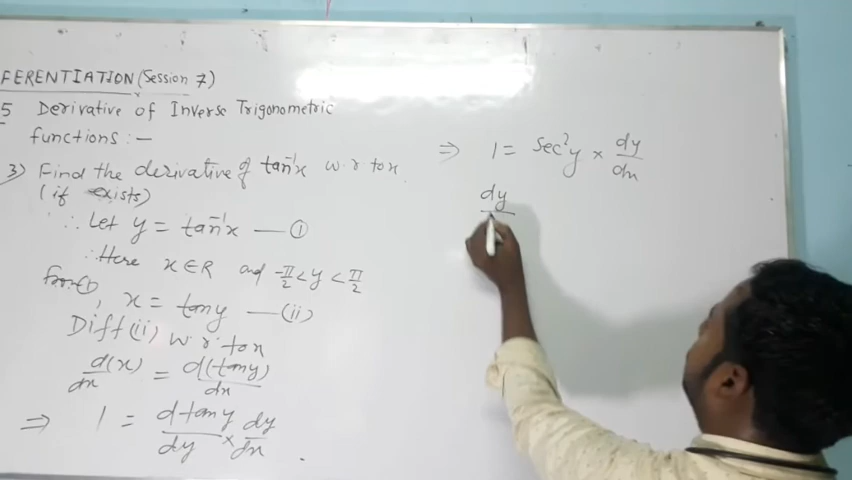 FERENTIATION (Session 7)
5 Derivative of Inverse Trigonometric
functions :—
3) Find the derivative of tan⁻¹x w.r to x.
(if exists)
∴ Let y = tan⁻¹x — ①
∴ Here x ∈ R and -π/2 < y < π/2
from ①, x = tan y — (ii)
Diff (ii) w.r. to x
d(x)/dx = d(tan y)/dx
⇒ 1 = d tan y/dy × dy/dx .
⇒ 1 = sec²y × dy/dx
dy